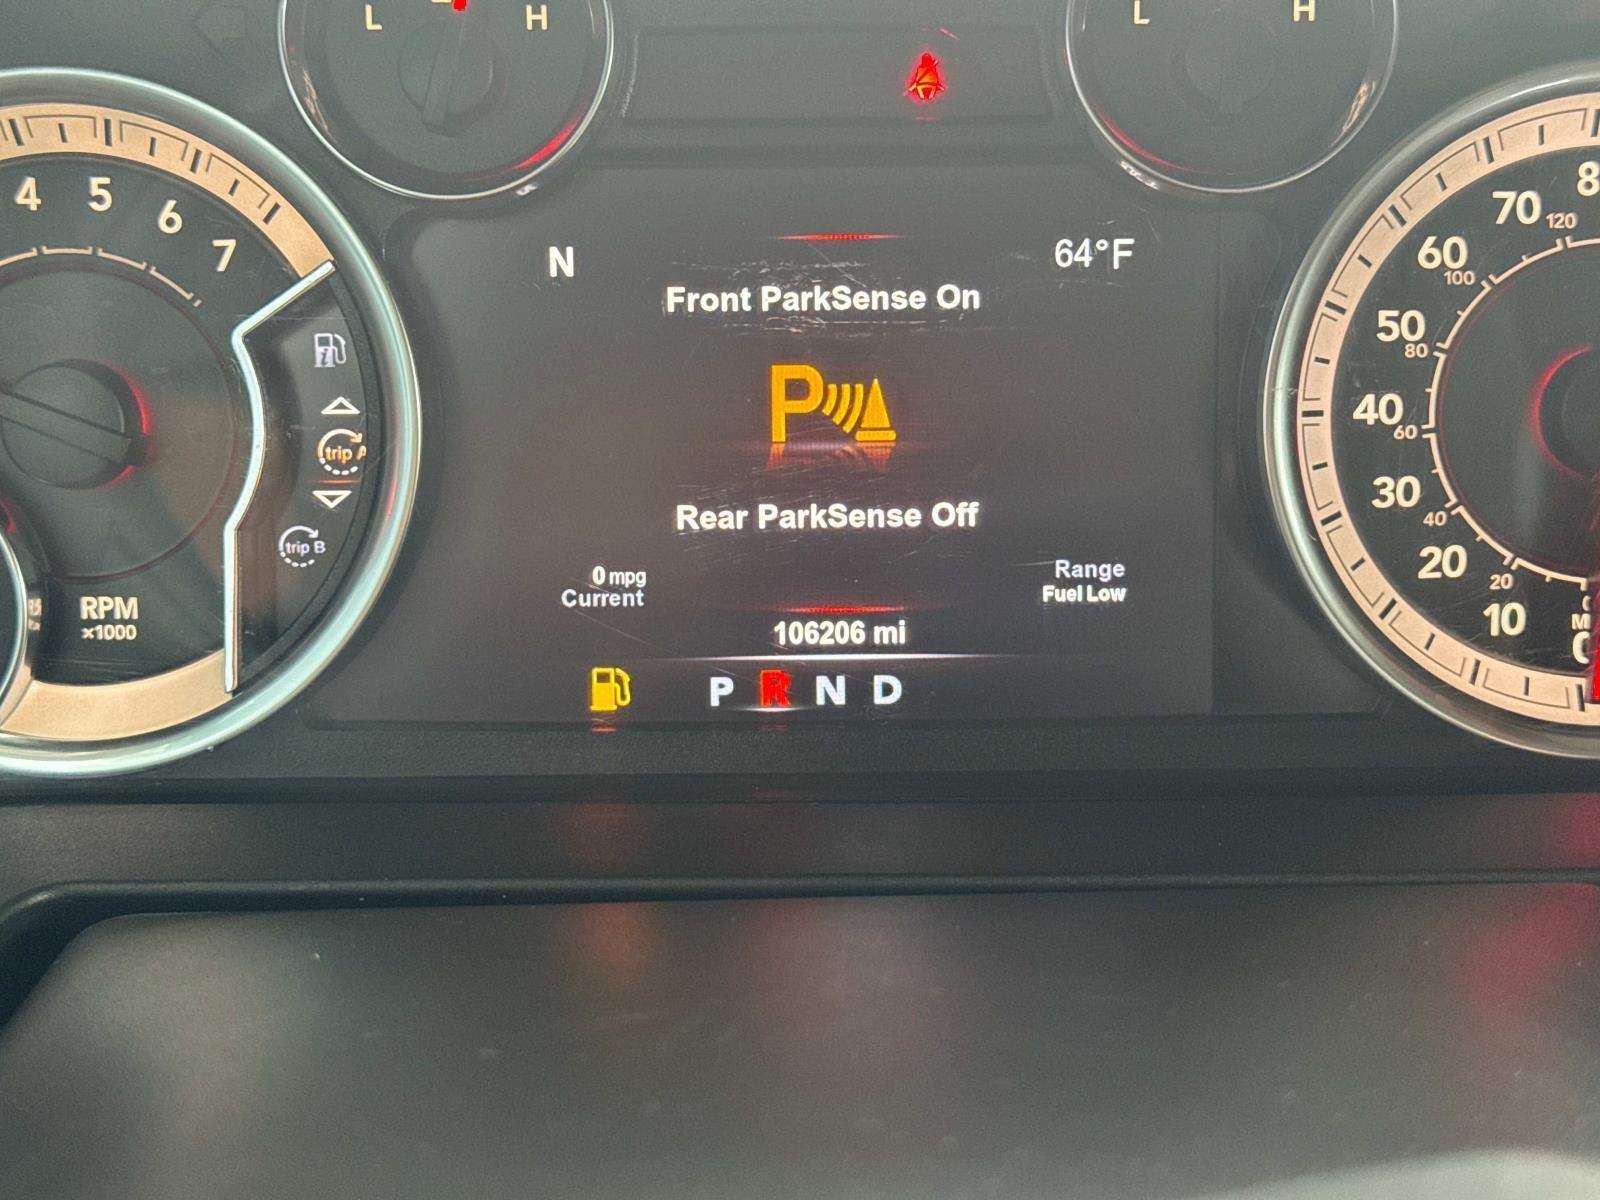 L H
L H
4 5 6 7
N
64°F
Front ParkSense On
P
Rear ParkSense Off
trip A
trip B
0 mpg
Current
Range
Fuel Low
106206 mi
P R N D
RPM
x1000
70 120
60 100
50 80
40 60
30 40
20 20
10